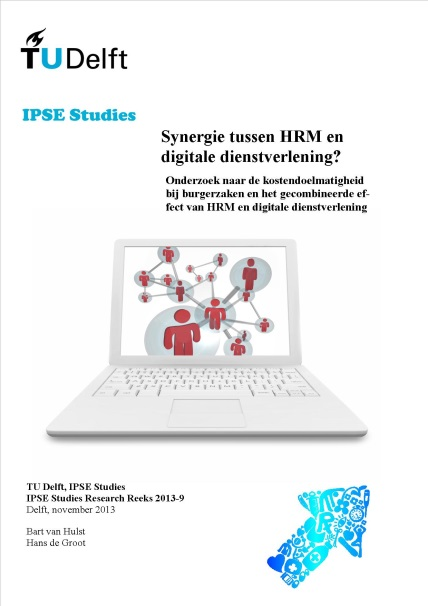 TU Delft
IPSE Studies
Synergie tussen HRM en
digitale dienstverlening?
Onderzoek naar de kostendoelmatigheid
bij burgerzaken en het gecombineerde ef-
fect van HRM en digitale dienstverlening
TU Delft, IPSE Studies
IPSE Studies Research Reeks 2013-9
Delft, november 2013
Bart van Hulst
Hans de Groot